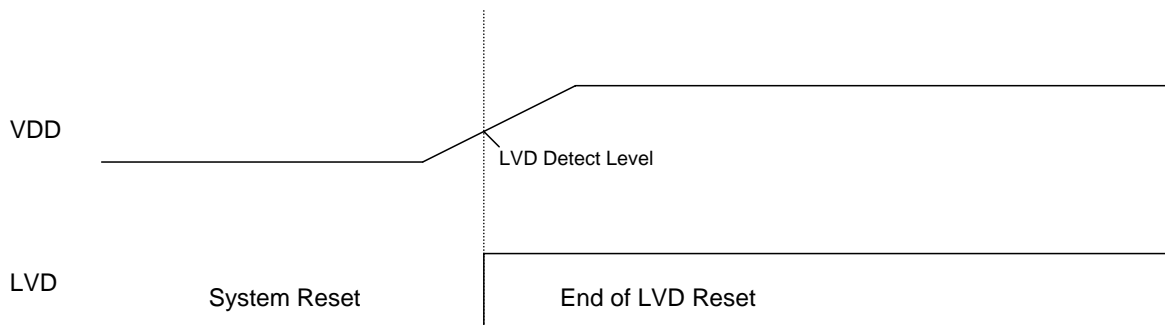 VDD
LVD Detect Level
LVD
System Reset
End of LVD Reset